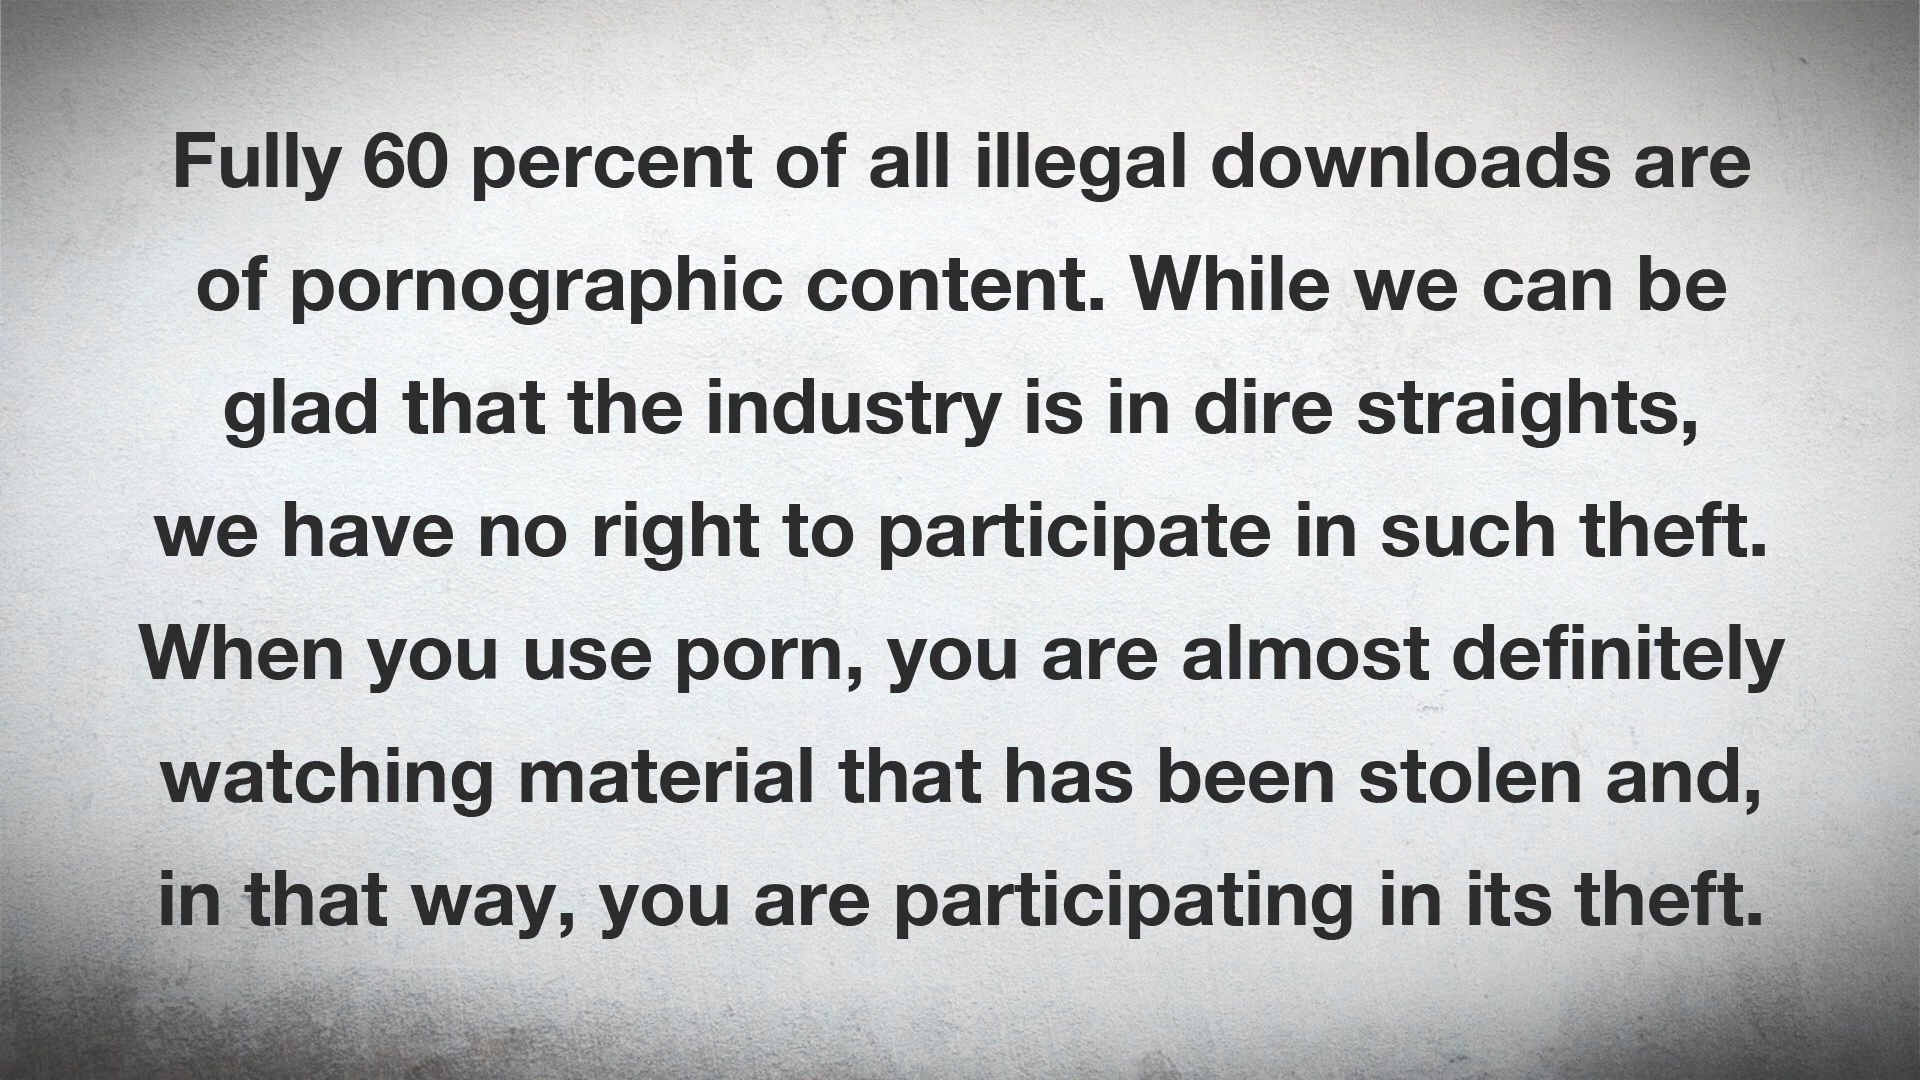 Fully 60 percent of all illegal downloads are
of pornographic content. While we can be
glad that the industry is in dire straights,
we have no right to participate in such theft.
When you use porn, you are almost definitely
watching material that has been stolen and,
in that way, you are participating in its theft.